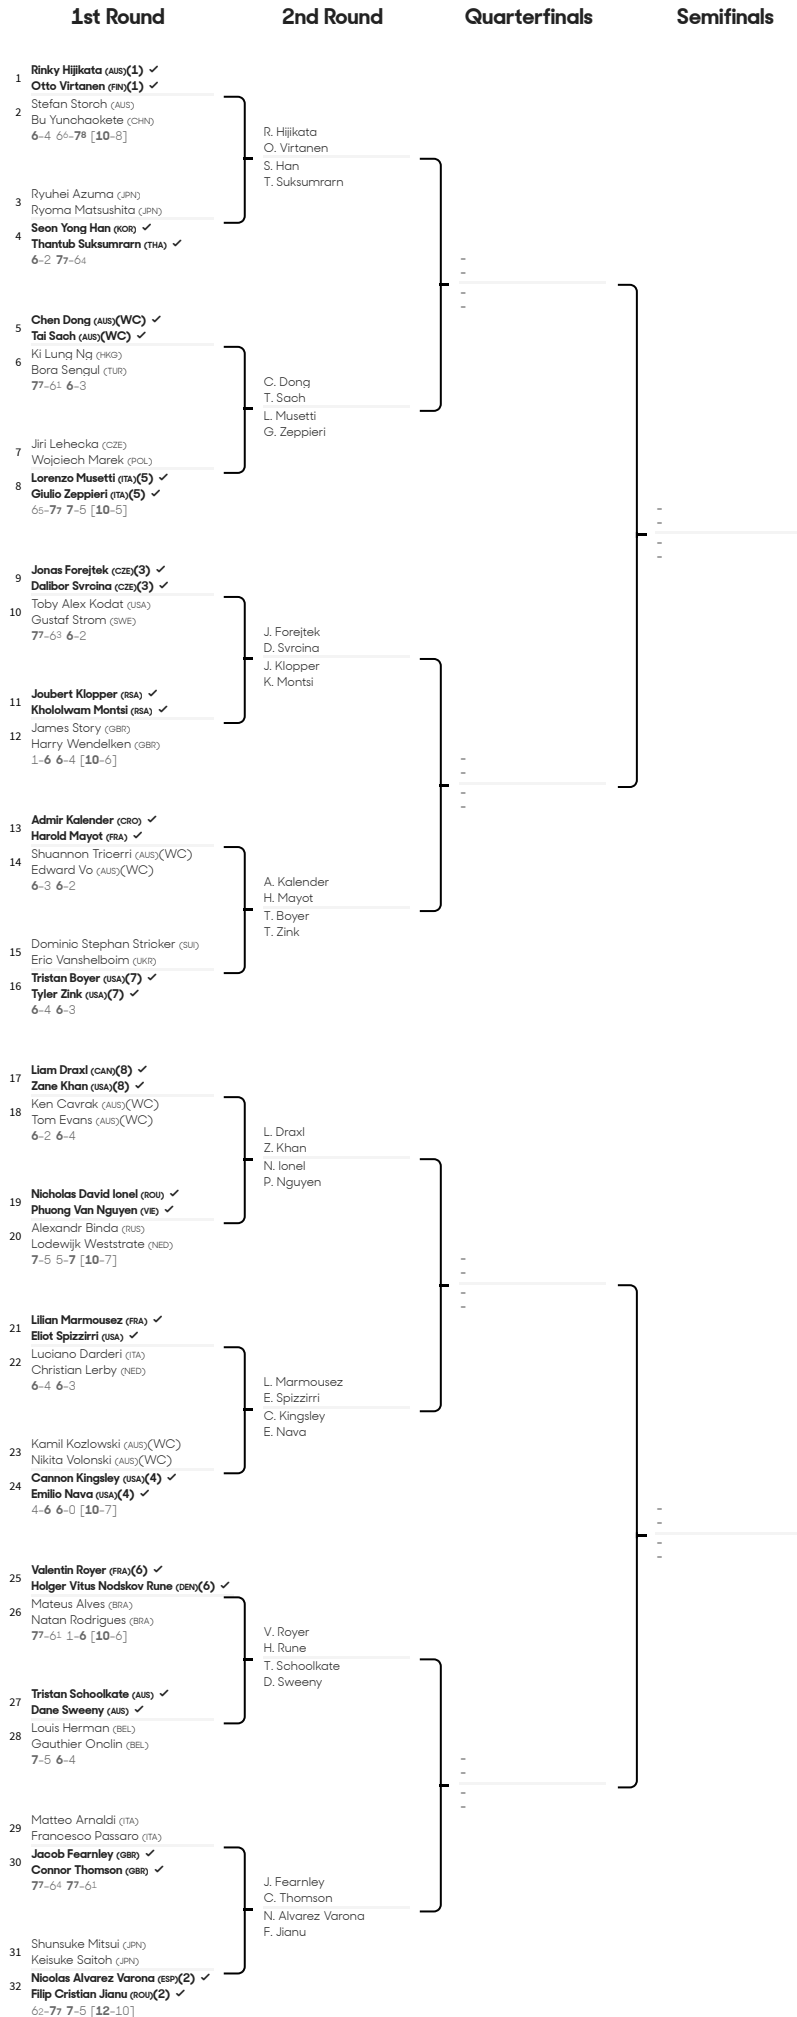 1st Round 2nd Round Quarterfinals Semifinals
1
Rinky Hijikata (AUS)(1) ✓
Otto Virtanen (FIN)(1) ✓
2
Stefan Storch (AUS)
Bu Yunchaokete (CHN)
6-4 6⁶-7⁸ [10-8]
R. Hijikata
O. Virtanen
S. Han
T. Suksumrarn
3
Ryuhei Azuma (JPN)
Ryoma Matsushita (JPN)
4
Seon Yong Han (KOR) ✓
Thantub Suksumrarn (THA) ✓
6-2 7⁷-6⁴
-
-
-
-
5
Chen Dong (AUS)(WC) ✓
Tai Sach (AUS)(WC) ✓
6
Ki Lung Ng (HKG)
Bora Sengul (TUR)
7⁷-6¹ 6-3
C. Dong
T. Sach
L. Musetti
G. Zeppieri
7
Jiri Lehecka (CZE)
Wojciech Marek (POL)
8
Lorenzo Musetti (ITA)(5) ✓
Giulio Zeppieri (ITA)(5) ✓
6⁵-7⁷ 7-5 [10-5]
-
-
-
-
9
Jonas Forejtek (CZE)(3) ✓
Dalibor Svrcina (CZE)(3) ✓
10
Toby Alex Kodat (USA)
Gustaf Strom (SWE)
7⁷-6³ 6-2
J. Forejtek
D. Svrcina
J. Klopper
K. Montsi
11
Joubert Klopper (RSA) ✓
Khololwam Montsi (RSA) ✓
12
James Story (GBR)
Harry Wendelken (GBR)
1-6 6-4 [10-6]
-
-
-
-
13
Admir Kalender (CRO) ✓
Harold Mayot (FRA) ✓
14
Shuannon Tricerri (AUS)(WC)
Edward Vo (AUS)(WC)
6-3 6-2
A. Kalender
H. Mayot
T. Boyer
T. Zink
15
Dominic Stephan Stricker (SUI)
Eric Vanshelboim (UKR)
16
Tristan Boyer (USA)(7) ✓
Tyler Zink (USA)(7) ✓
6-4 6-3
17
Liam Draxl (CAN)(8) ✓
Zane Khan (USA)(8) ✓
18
Ken Cavrak (AUS)(WC)
Tom Evans (AUS)(WC)
6-2 6-4
L. Draxl
Z. Khan
N. Ionel
P. Nguyen
19
Nicholas David Ionel (ROU) ✓
Phuong Van Nguyen (VIE) ✓
20
Alexandr Binda (RUS)
Lodewijk Weststrate (NED)
7-5 5-7 [10-7]
-
-
-
-
21
Lilian Marmousez (FRA) ✓
Eliot Spizzirri (USA) ✓
22
Luciano Darderi (ITA)
Christian Lerby (NED)
6-4 6-3
L. Marmousez
E. Spizzirri
C. Kingsley
E. Nava
23
Kamil Kozlowski (AUS)(WC)
Nikita Volonski (AUS)(WC)
24
Cannon Kingsley (USA)(4) ✓
Emilio Nava (USA)(4) ✓
4-6 6-0 [10-7]
-
-
-
-
25
Valentin Royer (FRA)(6) ✓
Holger Vitus Nodskov Rune (DEN)(6) ✓
26
Mateus Alves (BRA)
Natan Rodrigues (BRA)
7⁷-6¹ 1-6 [10-6]
V. Royer
H. Rune
T. Schoolkate
D. Sweeny
27
Tristan Schoolkate (AUS) ✓
Dane Sweeny (AUS) ✓
28
Louis Herman (BEL)
Gauthier Onclin (BEL)
7-5 6-4
-
-
-
-
29
Matteo Arnaldi (ITA)
Francesco Passaro (ITA)
30
Jacob Fearnley (GBR) ✓
Connor Thomson (GBR) ✓
7⁷-6⁴ 7⁷-6¹
J. Fearnley
C. Thomson
N. Alvarez Varona
F. Jianu
31
Shunsuke Mitsui (JPN)
Keisuke Saitoh (JPN)
32
Nicolas Alvarez Varona (ESP)(2) ✓
Filip Cristian Jianu (ROU)(2) ✓
6²-7⁷ 7-5 [12-10]